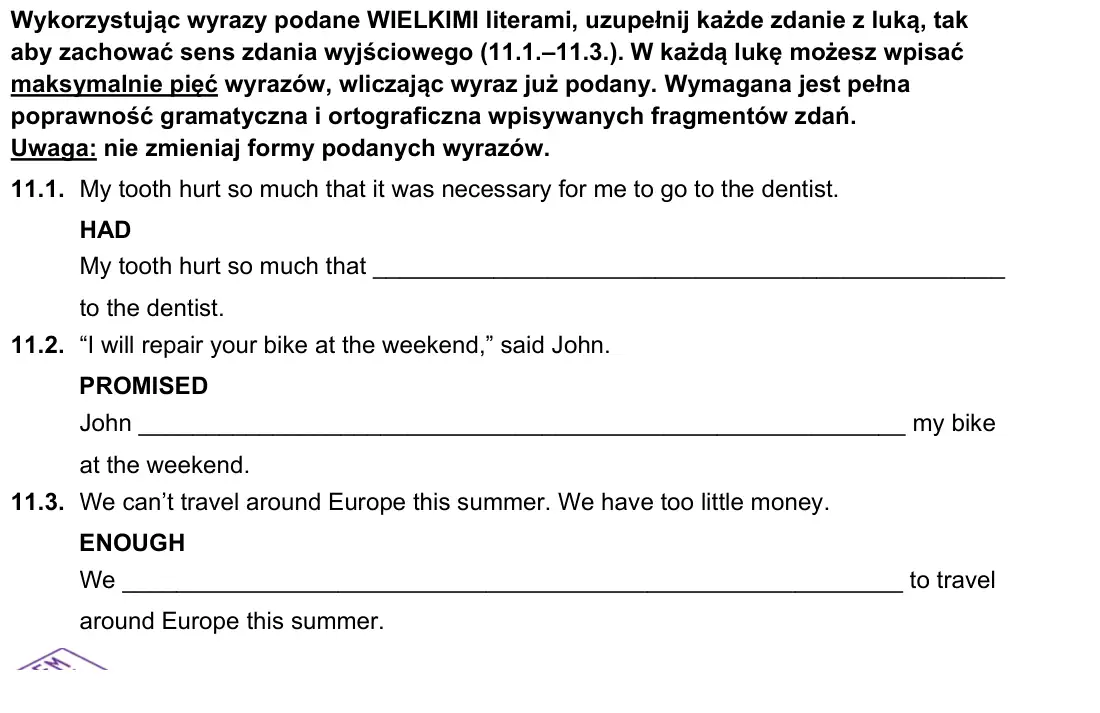 Wykorzystując wyrazy podane WIELKIMI literami, uzupełnij każde zdanie z luką, tak
aby zachować sens zdania wyjściowego (11.1.–11.3.). W każdą lukę możesz wpisać
maksymalnie pięć wyrazów, wliczając wyraz już podany. Wymagana jest pełna
poprawność gramatyczna i ortograficzna wpisywanych fragmentów zdań.
Uwaga: nie zmieniaj formy podanych wyrazów.
11.1. My tooth hurt so much that it was necessary for me to go to the dentist.
HAD
My tooth hurt so much that ______________________________________________
to the dentist.
11.2. “I will repair your bike at the weekend,” said John.
PROMISED
John ________________________________________________________ my bike
at the weekend.
11.3. We can’t travel around Europe this summer. We have too little money.
ENOUGH
We _________________________________________________________ to travel
around Europe this summer.